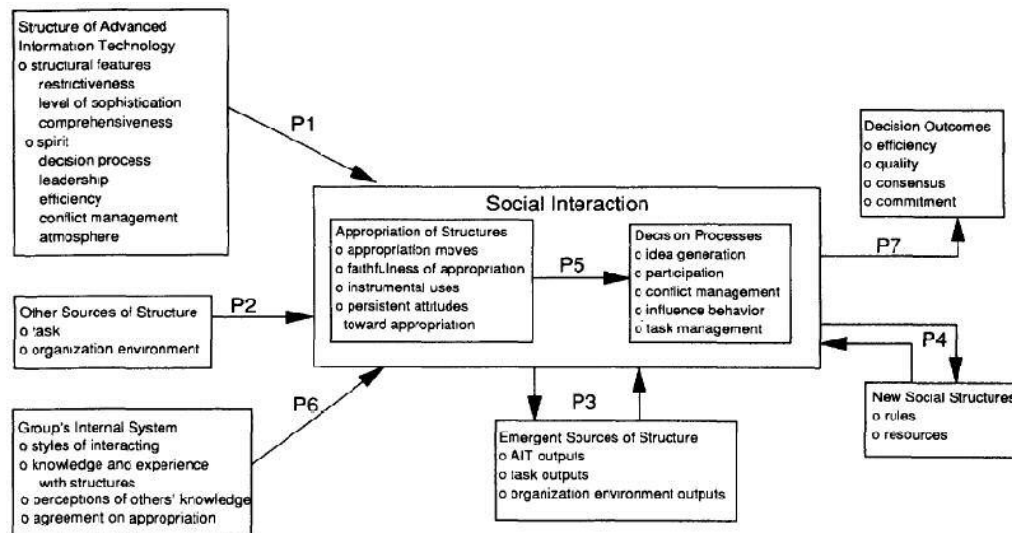 Structure of Advanced
Information Technology
o structural features
restrictiveness
level of sophistication
comprehensiveness
o spirit
decision process
leadership
efficiency
conflict management
atmosphere
P1
Other Sources of Structure
o task
o organization environment
P2
Group's Internal System
o styles of interacting
o knowledge and experience
with structures
o perceptions of others' knowledge
o agreement on appropriation
P6
Social Interaction
Appropriation of Structures
o appropriation moves
o faithfulness of appropriation
o instrumental uses
o persistent attitudes
toward appropriation
P5
Decision Processes
o idea generation
o participation
o conflict management
o influence behavior
o task management
P3
Emergent Sources of Structure
o AIT outputs
o task outputs
o organization environment outputs
Decision Outcomes
o efficiency
o quality
o consensus
o commitment
P7
P4
New Social Structures
o rules
o resources